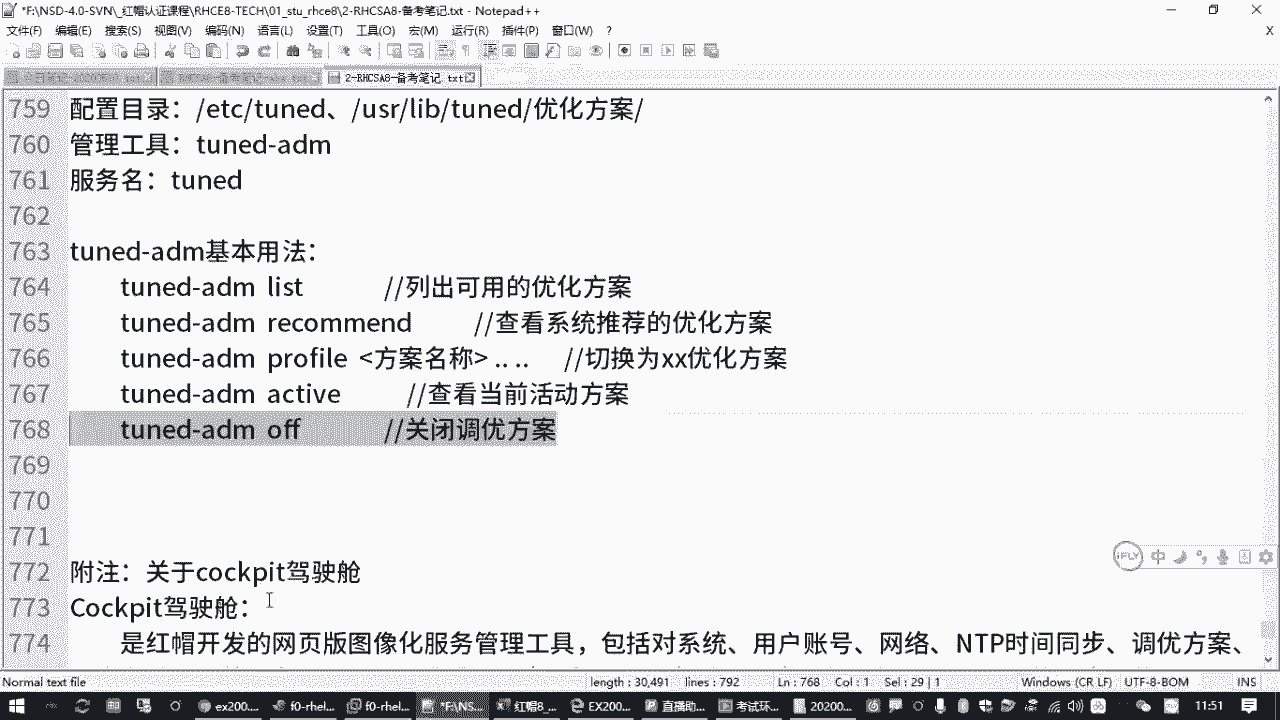 *F:\NSD-4.0-SVN\_红帽认证课程\RHCE8-TECH\01_stu_rhce8\2-RHCSA8-备考笔记.txt - Notepad++
文件(F) 编辑(E) 搜索(S) 视图(V) 编码(N) 语言(L) 设置(T) 工具(O) 宏(M) 运行(R) 插件(P) 窗口(W) ? X
2-RHCSA8-备考笔记.txt
759 配置目录：/etc/tuned、/usr/lib/tuned/优化方案/
760 管理工具：tuned-adm
761 服务名：tuned
762
763 tuned-adm基本用法：
764 tuned-adm list //列出可用的优化方案
765 tuned-adm recommend //查看系统推荐的优化方案
766 tuned-adm profile <方案名称> .. .. //切换为xx优化方案
767 tuned-adm active //查看当前活动方案
768 tuned-adm off //关闭调优方案
769
770
771
772 附注：关于cockpit驾驶舱
773 Cockpit驾驶舱：
774 是红帽开发的网页版图像化服务管理工具，包括对系统、用户账号、网络、NTP时间同步、调优方案、
iFLY 中
Normal text file length : 30,491 lines : 792 Ln : 768 Col : 1 Sel : 29 | 1 Windows (CR LF) UTF-8-BOM INS
ex200... f0-rhel... f0-rhel... *F:\NS... 红帽8_... EX200... 直播助... 考试环... 20200... 11:51